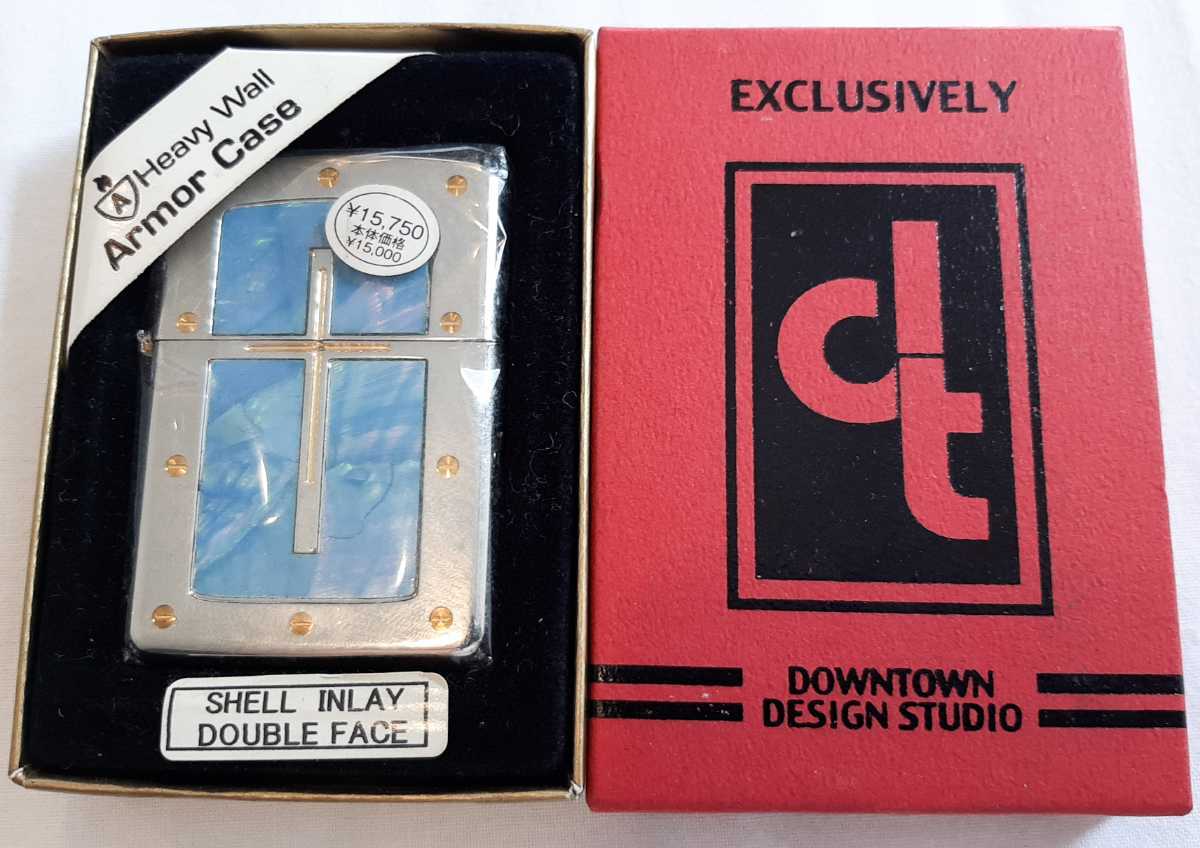 Heavy Wall
Armor Case
A
¥15,750
本体価格
¥15,000
SHELL INLAY
DOUBLE FACE
EXCLUSIVELY
dt
DOWNTOWN
DESIGN STUDIO